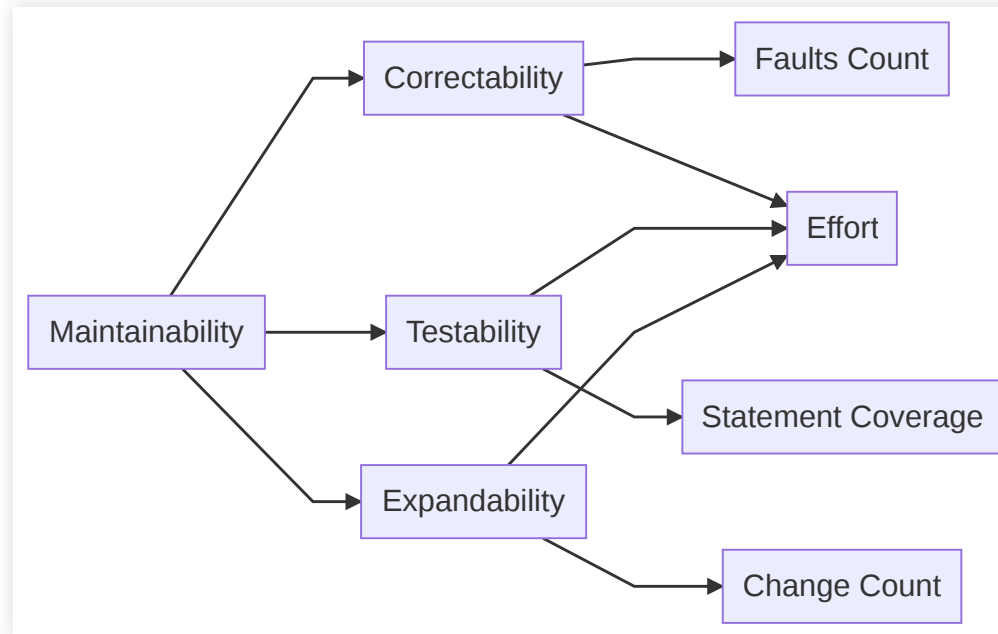 Correctability
Faults Count
Effort
Maintainability
Testability
Statement Coverage
Expandability
Change Count